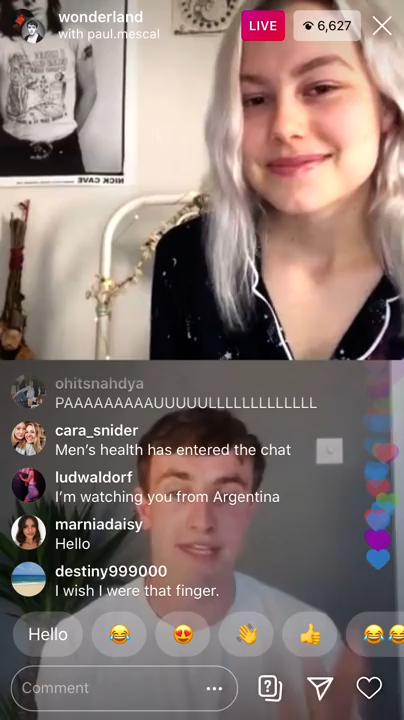 wonderland
with paul.mescal
LIVE
6,627
NICK CAVE
ohitsnahdya
PAAAAAAAAAUUUUULLLLLLLLLLLLL
cara_snider
Men's health has entered the chat
ludwaldorf
I'm watching you from Argentina
marniadaisy
Hello
destiny999000
I wish I were that finger.
Hello
Comment